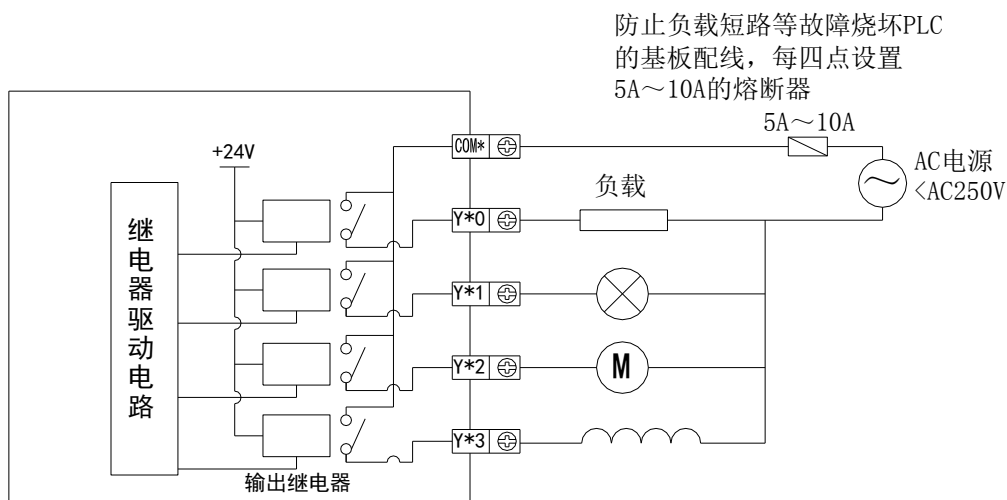 防止负载短路等故障烧坏PLC
的基板配线，每四点设置
5A～10A的熔断器
5A～10A
COM*
+24V
AC电源
<AC250V
负载
Y*0
继电器驱动电路
Y*1
Y*2
M
Y*3
输出继电器